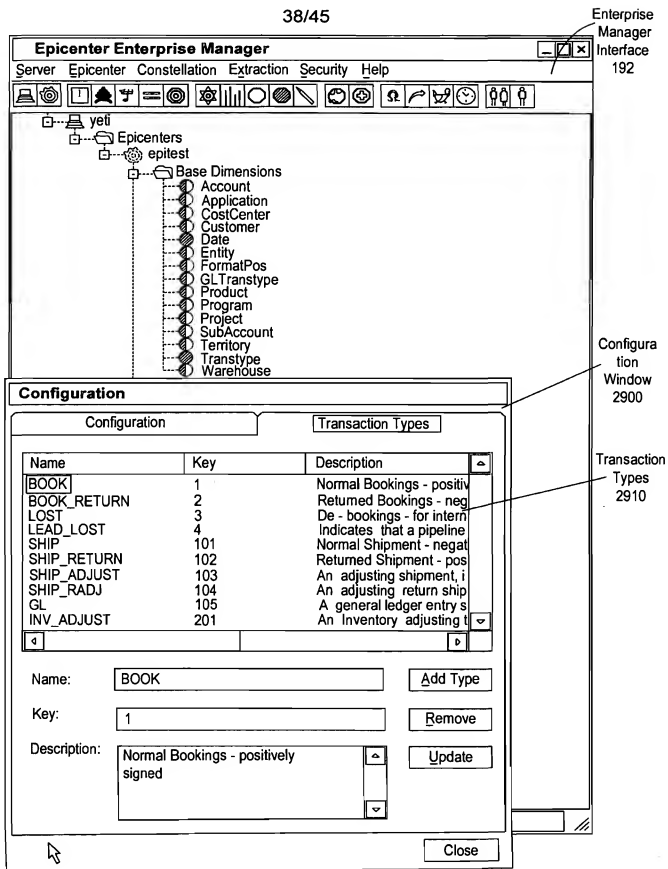 38/45
Enterprise
Manager
Interface
192
Epicenter Enterprise Manager
Server Epicenter Constellation Extraction Security Help
yeti
Epicenters
epitest
Base Dimensions
Account
Application
CostCenter
Customer
Date
Entity
FormatPos
GLTranstype
Product
Program
Project
SubAccount
Territory
Transtype
Warehouse
Configura
tion
Window
2900
Configuration
Configuration Transaction Types
Transaction
Types
2910
Name Key Description
BOOK 1 Normal Bookings - positiv
BOOK_RETURN 2 Returned Bookings - neg
LOST 3 De - bookings - for intern
LEAD_LOST 4 Indicates that a pipeline
SHIP 101 Normal Shipment - negat
SHIP_RETURN 102 Returned Shipment - pos
SHIP_ADJUST 103 An adjusting shipment, i
SHIP_RADJ 104 An adjusting return ship
GL 105 A general ledger entry s
INV_ADJUST 201 An Inventory adjusting t
Name: BOOK Add Type
Key: 1 Remove
Description: Normal Bookings - positively Update
signed
Close